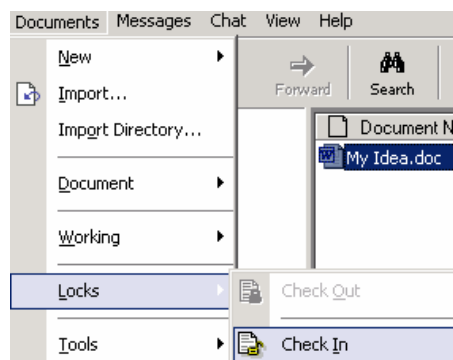 Documents Messages Chat View Help
New
Import...
Import Directory...
Document
Working
Locks
Tools
Forward
Search
Document N
My Idea.doc
Check Out
Check In